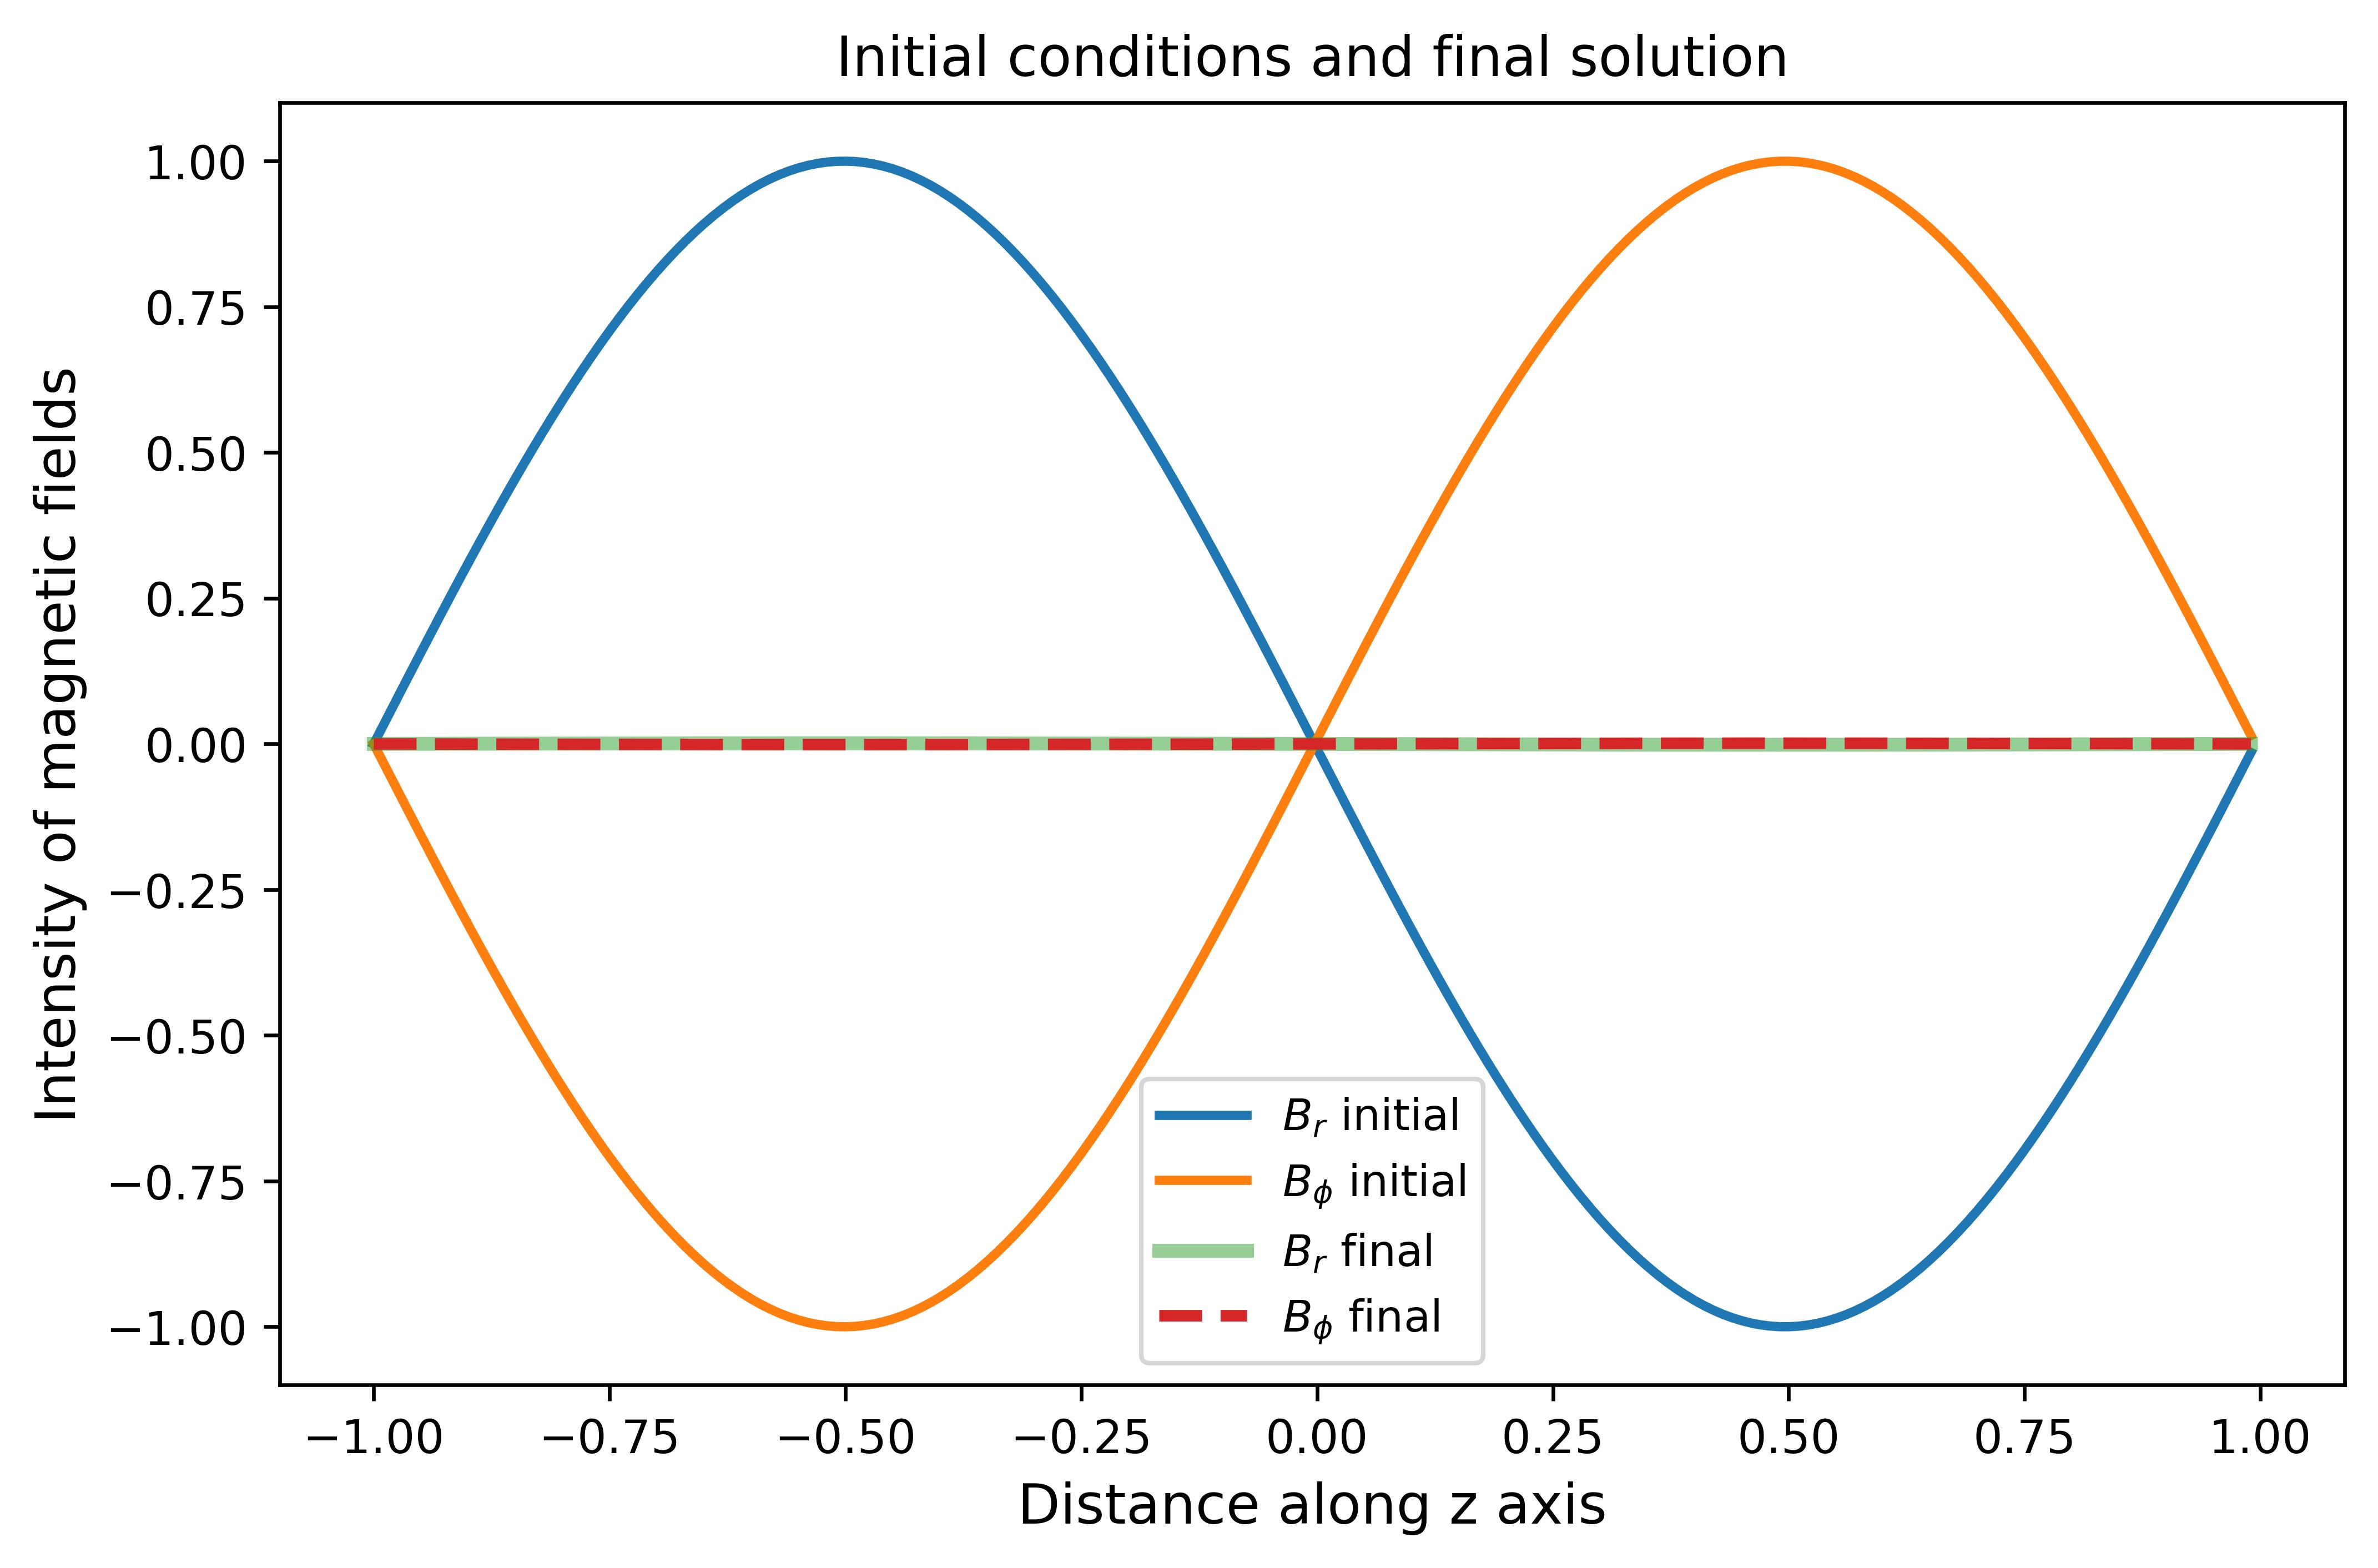 Initial conditions and final solution
Intensity of magnetic fields
1.00
0.75
0.50
0.25
0.00
−0.25
−0.50
−0.75
−1.00
B_r initial
B_ϕ initial
B_r final
B_ϕ final
−1.00 −0.75 −0.50 −0.25 0.00 0.25 0.50 0.75 1.00
Distance along z axis